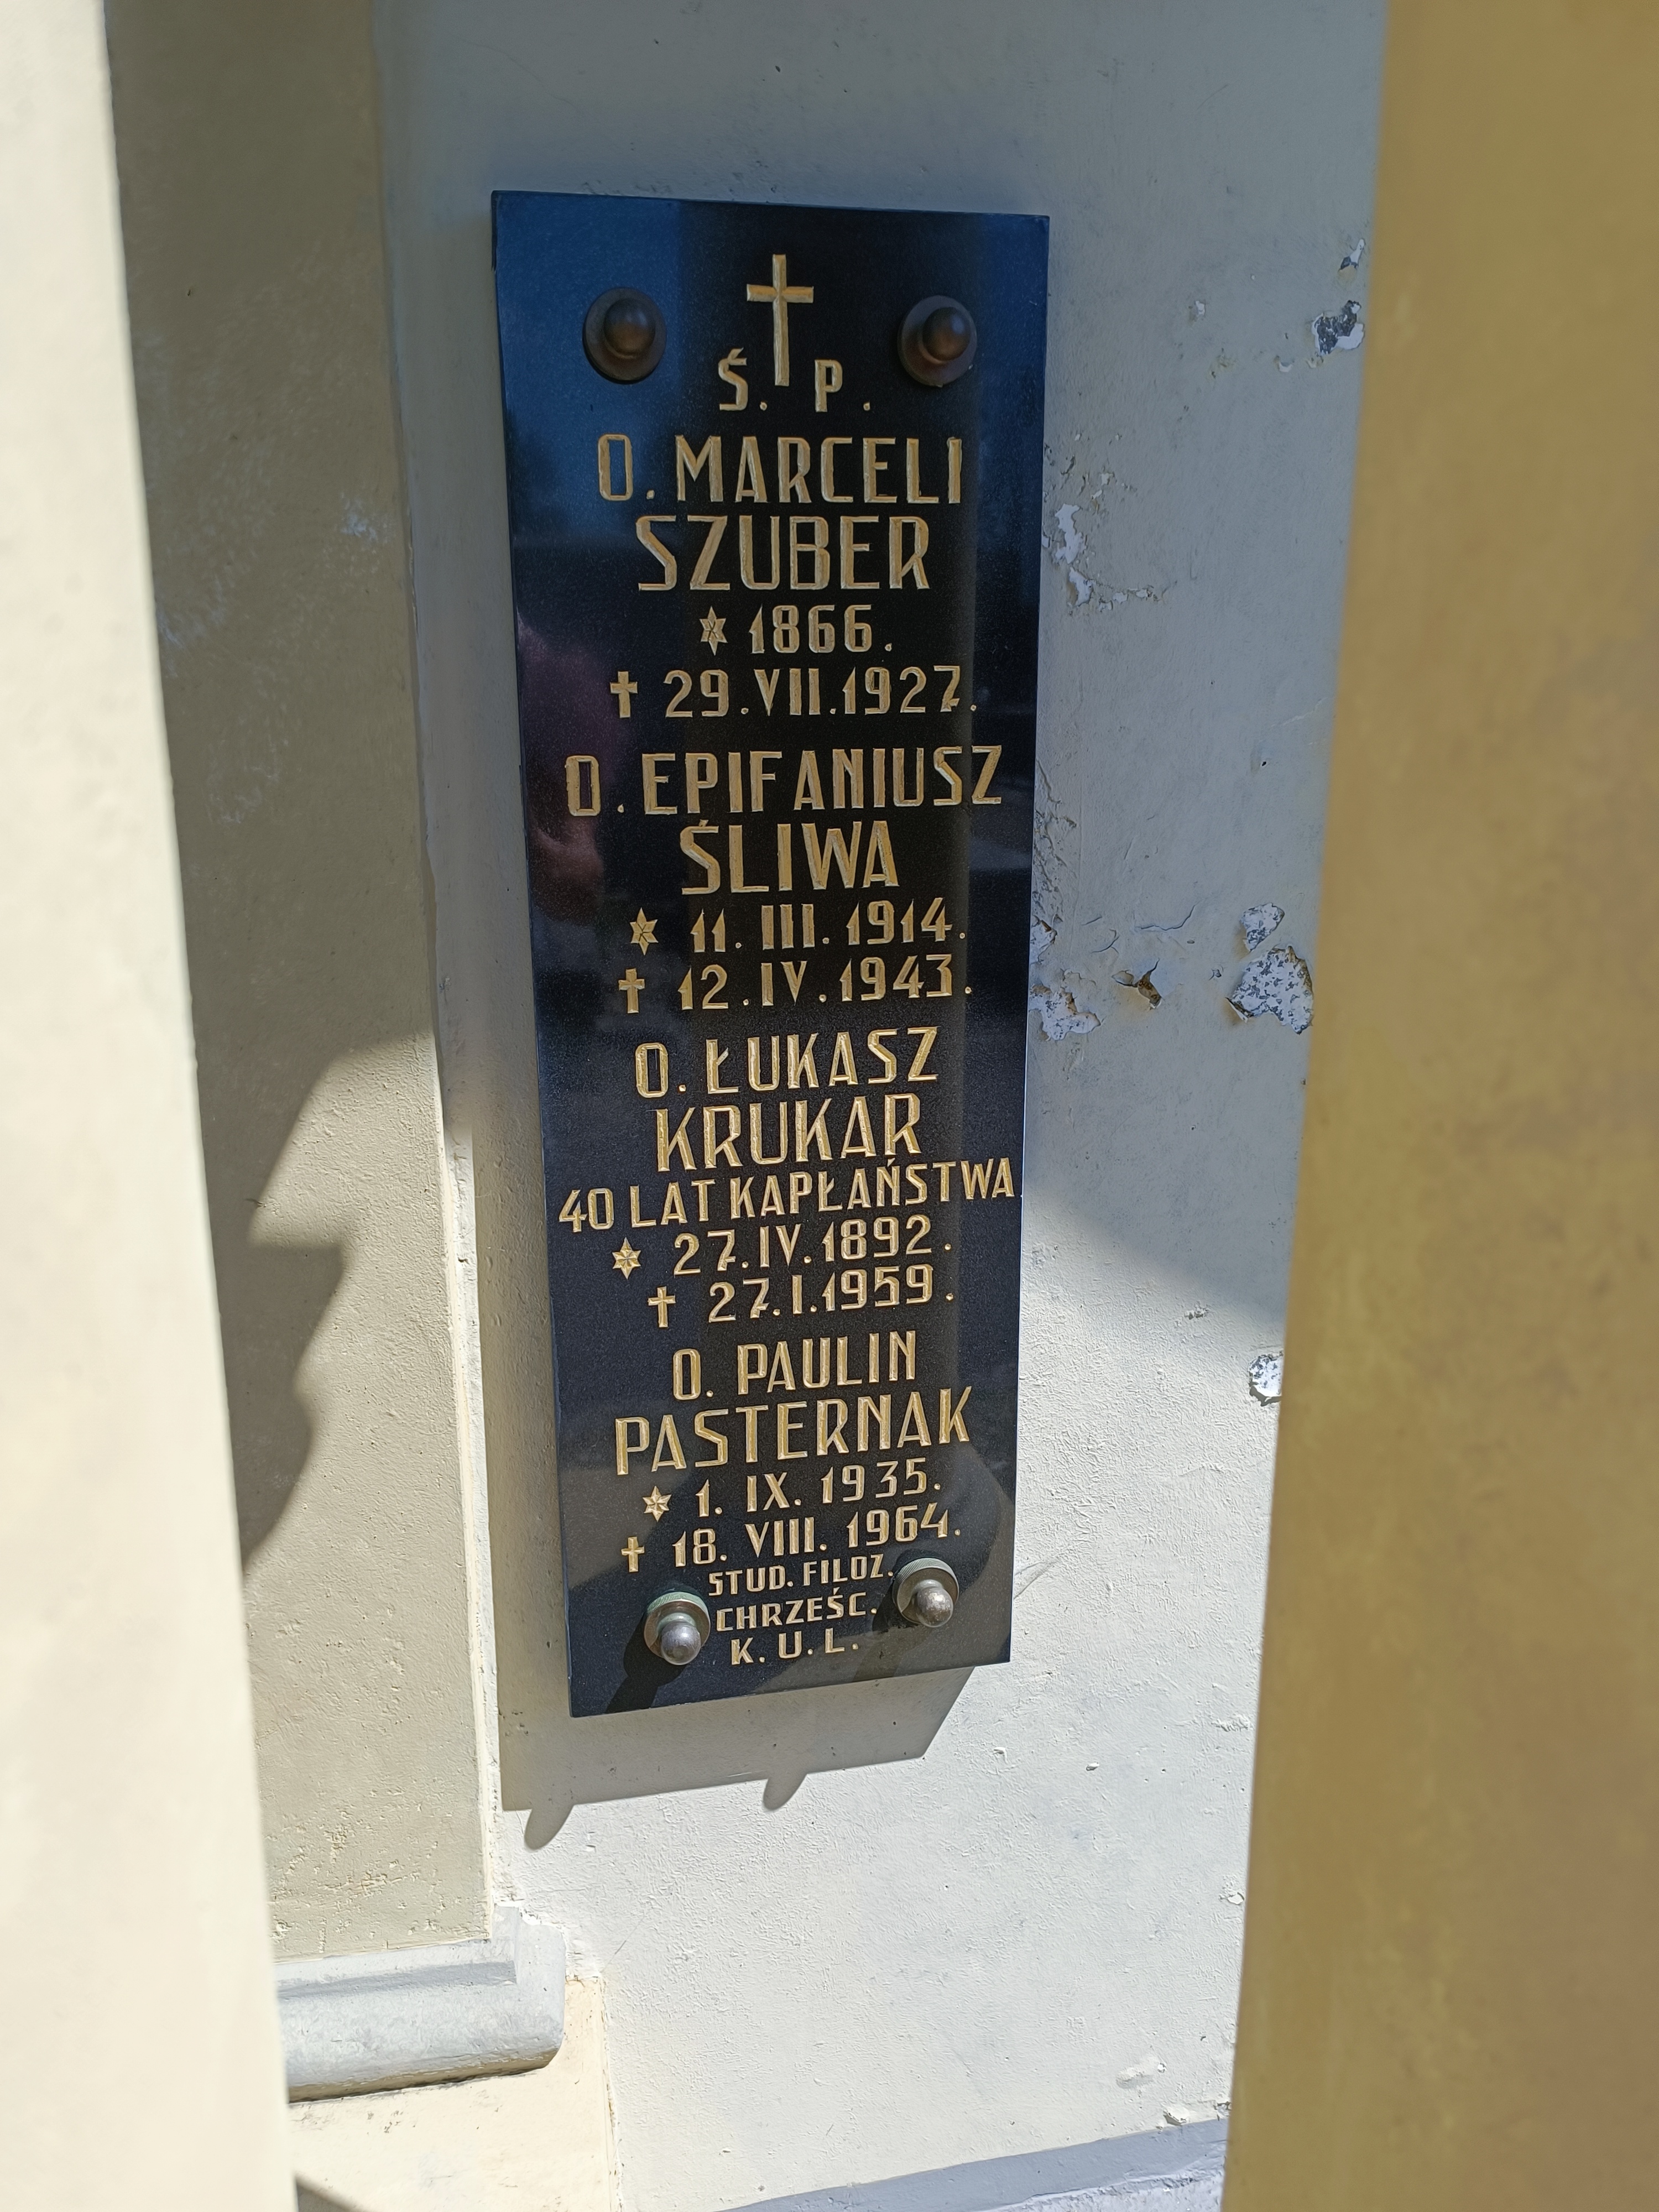 Ś. P.
O. MARCELI
SZUBER
* 1866.
† 29.VII.1927.
O. EPIFANIUSZ
ŚLIWA
* 11. III. 1914.
† 12.IV.1943.
O. ŁUKASZ
KRUKAR
40 LAT KAPŁAŃSTWA
* 27.IV.1892.
† 27.I.1959.
O. PAULIN
PASTERNAK
* 1. IX. 1935.
† 18. VIII. 1964.
STUD. FILOZ.
CHRZEŚC.
K. U. L.